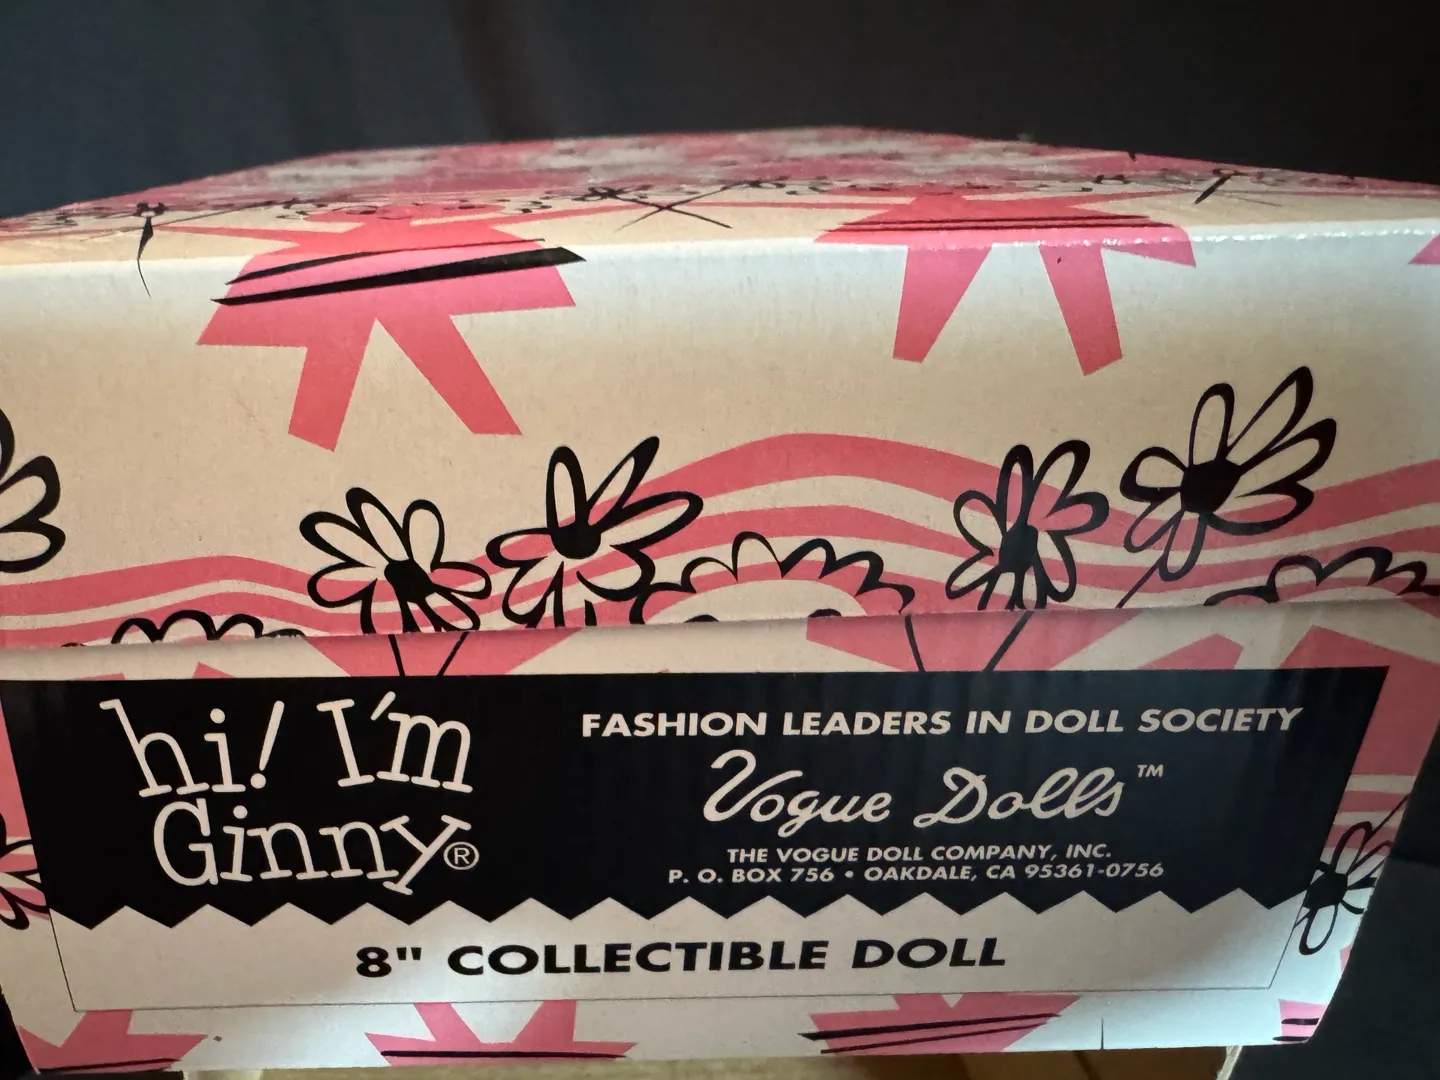 hi! I'm
Ginny®
FASHION LEADERS IN DOLL SOCIETY
Vogue Dolls™
THE VOGUE DOLL COMPANY, INC.
P. O. BOX 756 • OAKDALE, CA 95361-0756
8" COLLECTIBLE DOLL